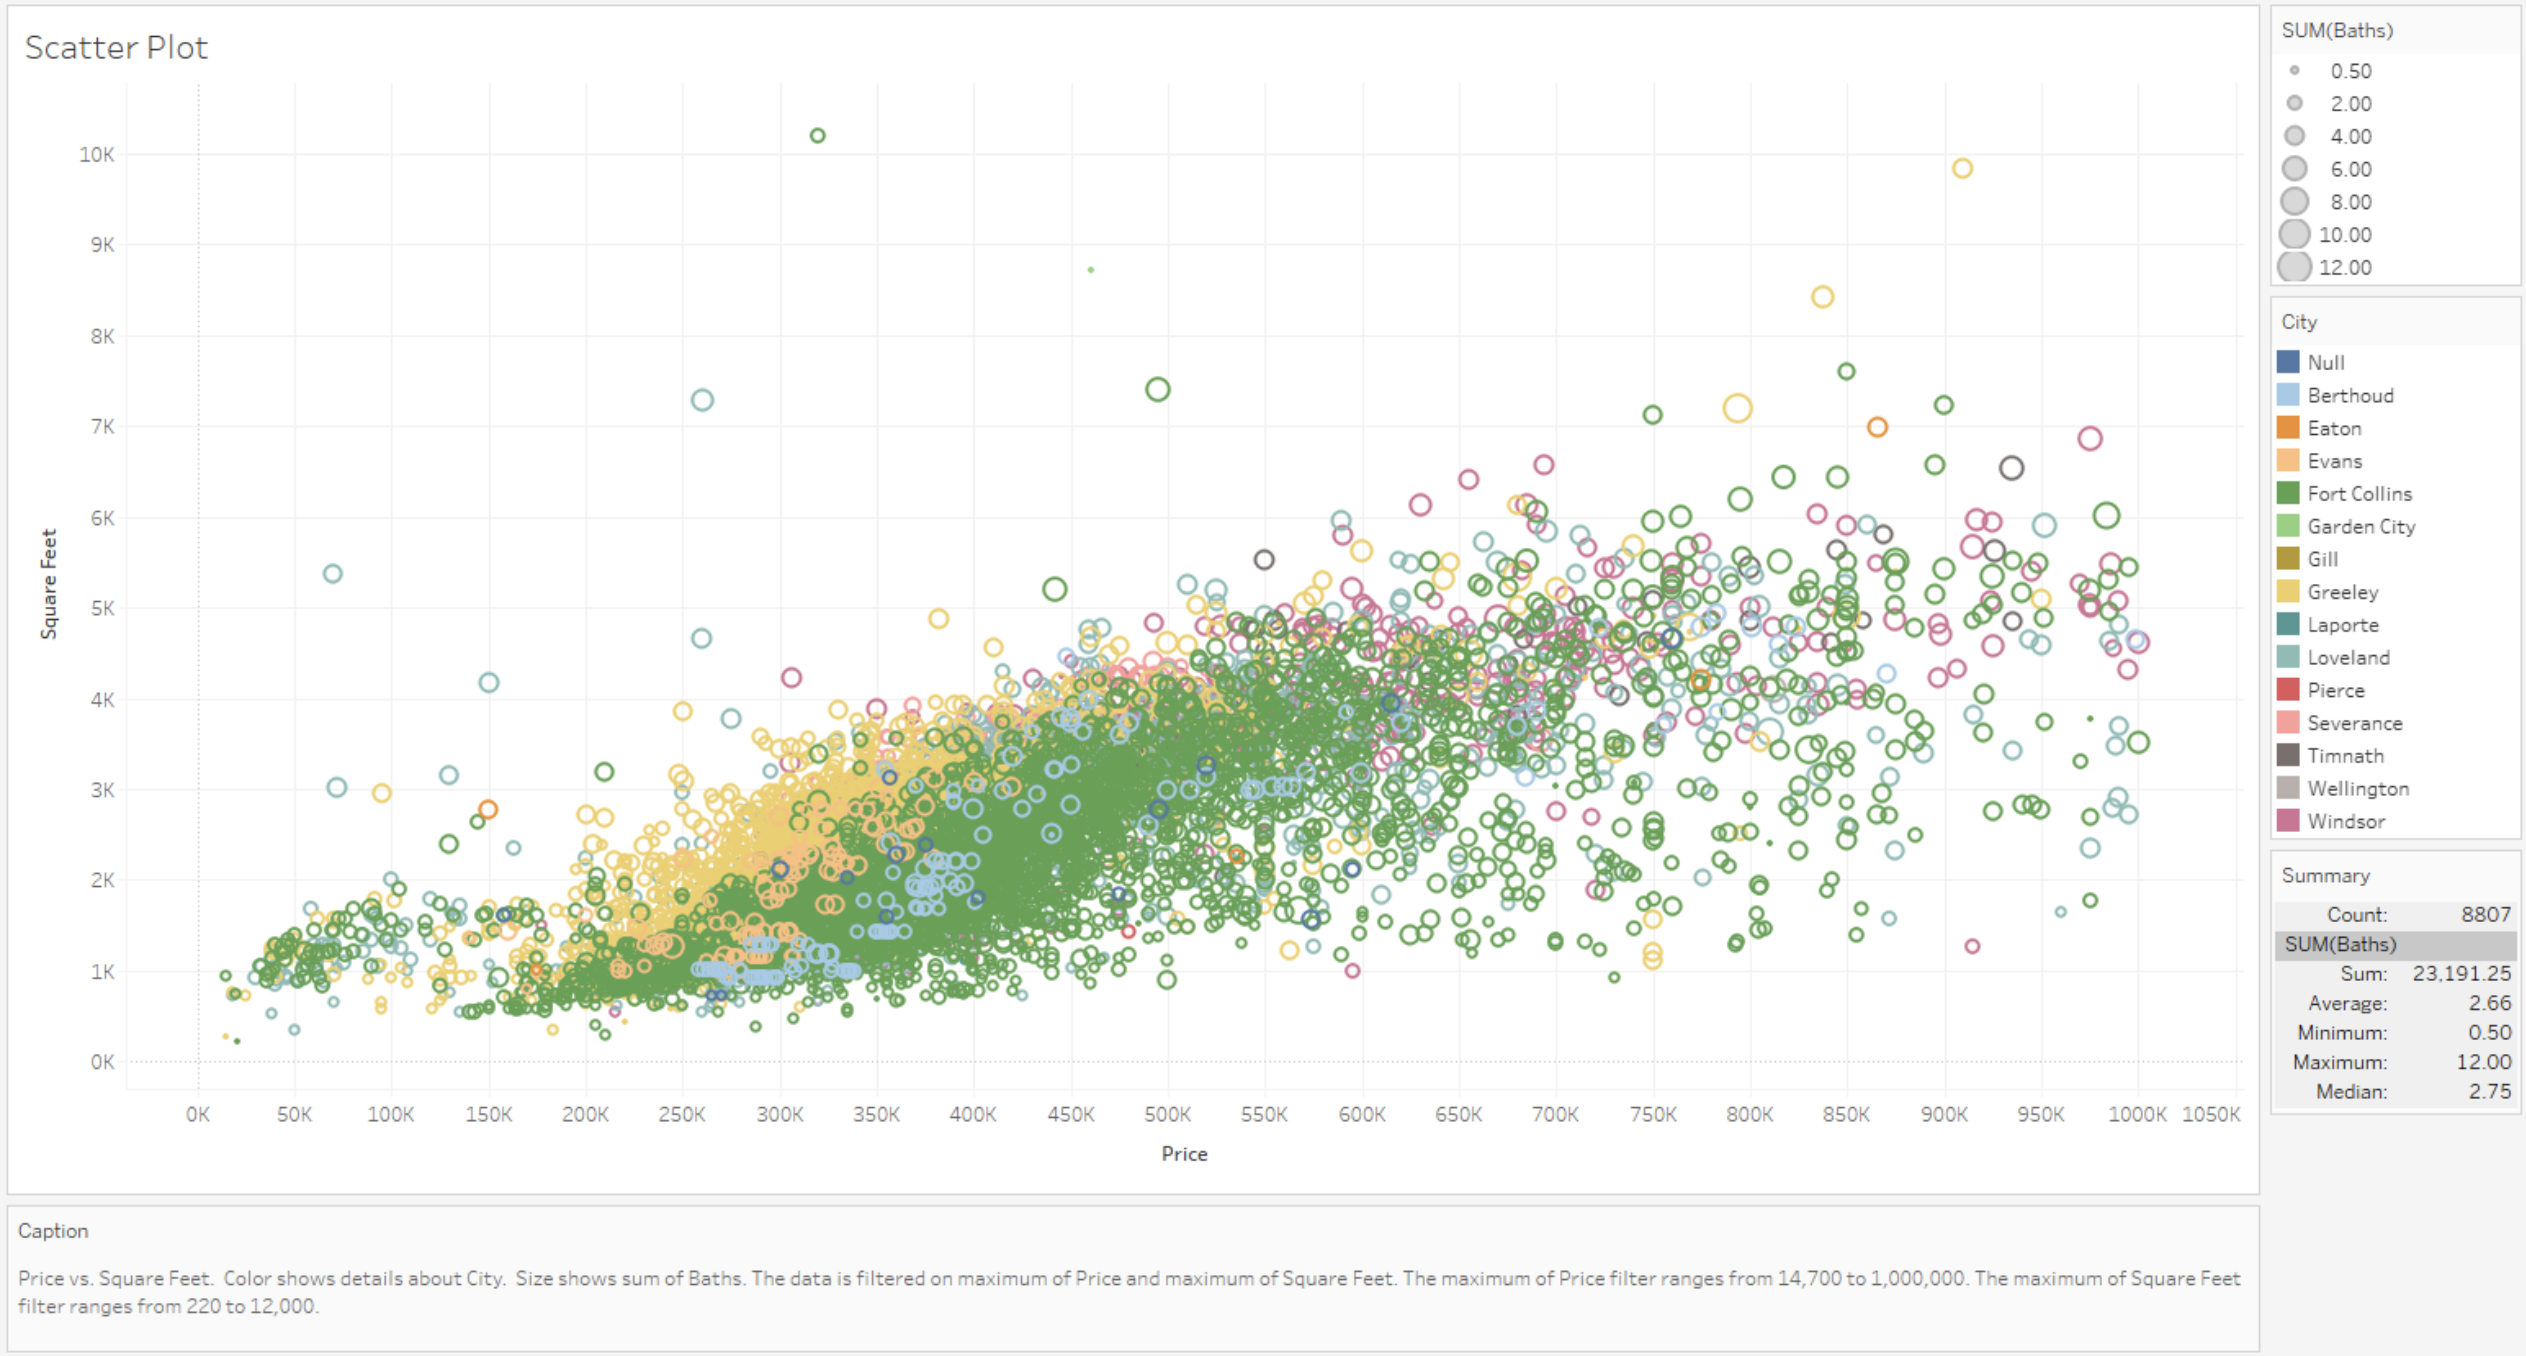 Scatter Plot
10K
9K
8K
7K
6K
5K
4K
3K
2K
1K
0K
Square Feet
0K 50K 100K 150K 200K 250K 300K 350K 400K 450K 500K 550K 600K 650K 700K 750K 800K 850K 900K 950K 1000K 1050K
Price
SUM(Baths)
0.50
2.00
4.00
6.00
8.00
10.00
12.00
City
Null
Berthoud
Eaton
Evans
Fort Collins
Garden City
Gill
Greeley
Laporte
Loveland
Pierce
Severance
Timnath
Wellington
Windsor
Summary
Count: 8807
SUM(Baths)
Sum: 23,191.25
Average: 2.66
Minimum: 0.50
Maximum: 12.00
Median: 2.75
Caption
Price vs. Square Feet.  Color shows details about City.  Size shows sum of Baths. The data is filtered on maximum of Price and maximum of Square Feet. The maximum of Price filter ranges from 14,700 to 1,000,000. The maximum of Square Feet
filter ranges from 220 to 12,000.